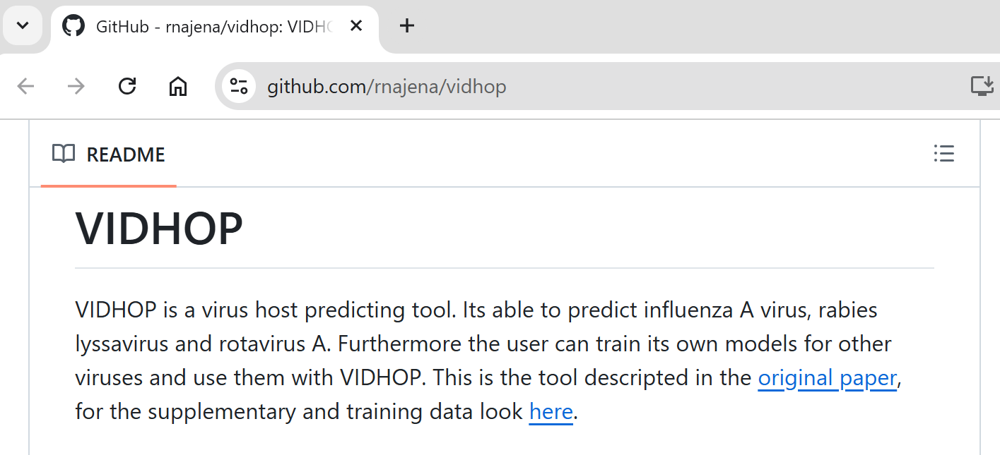 GitHub - rnajena/vidhop: VIDH
github.com/rnajena/vidhop
README
VIDHOP
VIDHOP is a virus host predicting tool. Its able to predict influenza A virus, rabies
lyssavirus and rotavirus A. Furthermore the user can train its own models for other
viruses and use them with VIDHOP. This is the tool descripted in the original paper,
for the supplementary and training data look here.